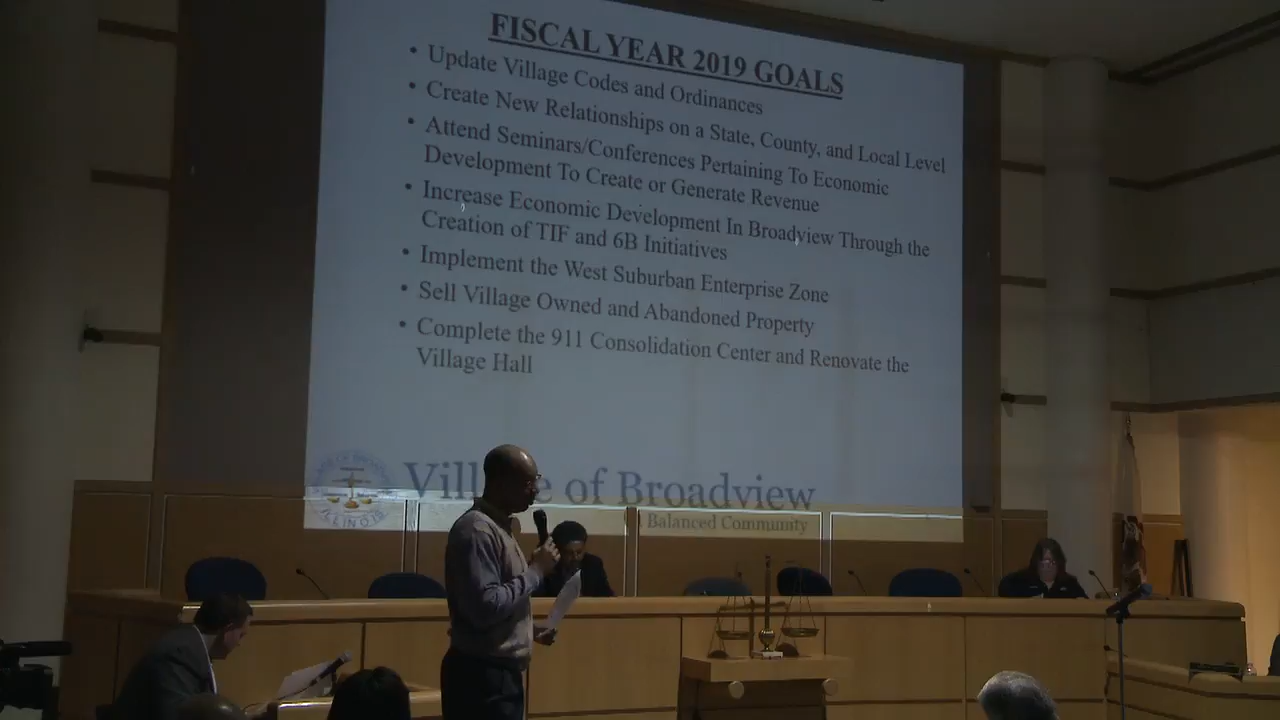 FISCAL YEAR 2019 GOALS
• Update Village Codes and Ordinances
• Create New Relationships on a State, County, and Local Level
• Attend Seminars/Conferences Pertaining To Economic
Development To Create or Generate Revenue
• Increase Economic Development In Broadview Through the
Creation of TIF and 6B Initiatives
• Implement the West Suburban Enterprise Zone
• Sell Village Owned and Abandoned Property
• Complete the 911 Consolidation Center and Renovate the
Village Hall
of Broadview
Balanced Community
ILLINOIS